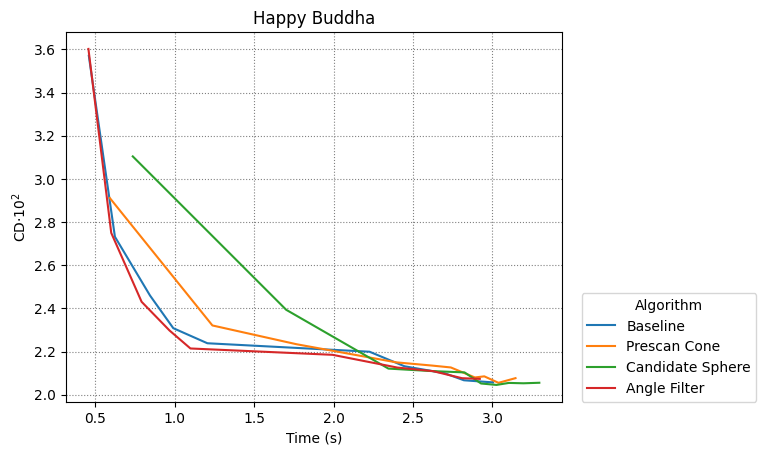 Happy Buddha
CD·10²
3.6
3.4
3.2
3.0
2.8
2.6
2.4
2.2
2.0
0.5 1.0 1.5 2.0 2.5 3.0
Time (s)
Algorithm
Baseline
Prescan Cone
Candidate Sphere
Angle Filter